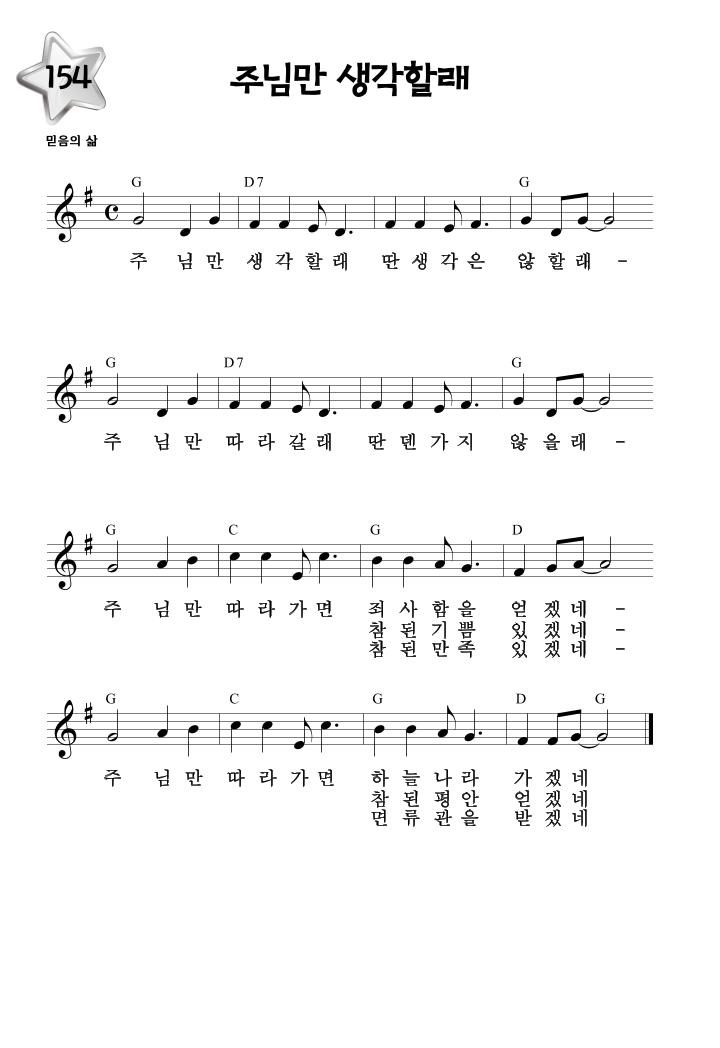 154
주님만 생각할래
믿음의 삶
G D7 G
주 님 만 생 각 할 래 딴 생 각 은 않 할 래 -
G D7 G
주 님 만 따 라 갈 래 딴 덴 가 지 않 을 래 -
G C G D
주 님 만 따 라 가 면 죄 사 함 을 얻 겠 네 -
참 된 기 쁨 있 겠 네 -
참 된 만 족 있 겠 네 -
G C G D G
주 님 만 따 라 가 면 하 늘 나 라 가 겠 네
참 된 평 안 얻 겠 네
면 류 관 을 받 겠 네